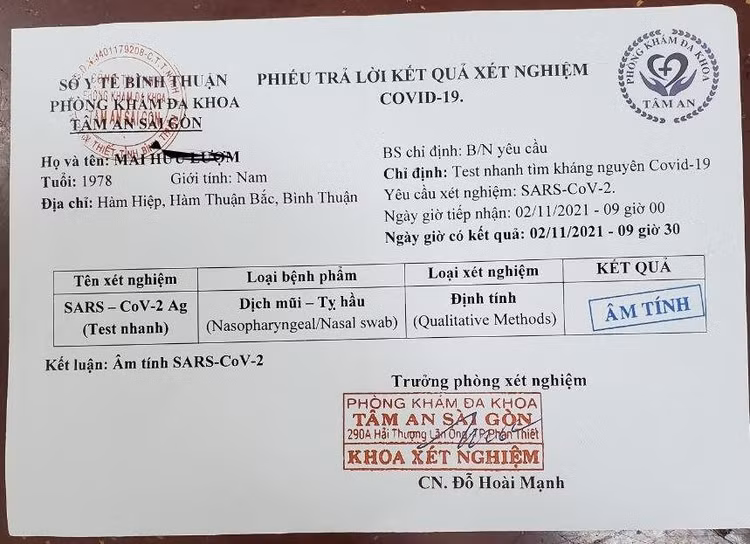 SỞ Y TẾ BÌNH THUẬN
PHÒNG KHÁM ĐA KHOA
TÂM AN SÀI GÒN
PHIẾU TRẢ LỜI KẾT QUẢ XÉT NGHIỆM
COVID-19.
PHÒNG KHÁM ĐA KHOA
TÂM AN
Họ và tên: MAI HỮU LƯỢM
Tuổi: 1978 Giới tính: Nam
Địa chỉ: Hàm Hiệp, Hàm Thuận Bắc, Bình Thuận
BS chỉ định: B/N yêu cầu
Chỉ định: Test nhanh tìm kháng nguyên Covid-19
Yêu cầu xét nghiệm: SARS-CoV-2.
Ngày giờ tiếp nhận: 02/11/2021 - 09 giờ 00
Ngày giờ có kết quả: 02/11/2021 - 09 giờ 30
Tên xét nghiệm Loại bệnh phẩm Loại xét nghiệm KẾT QUẢ
SARS – CoV-2 Ag Dịch mũi – Tỵ hầu Định tính ÂM TÍNH
(Test nhanh) (Nasopharyngeal/Nasal swab) (Qualitative Methods)
Kết luận: Âm tính SARS-CoV-2
Trưởng phòng xét nghiệm
PHÒNG KHÁM ĐA KHOA
TÂM AN SÀI GÒN
290A Hải Thượng Lãn Ông, TP Phan Thiết
KHOA XÉT NGHIỆM
CN. Đỗ Hoài Mạnh